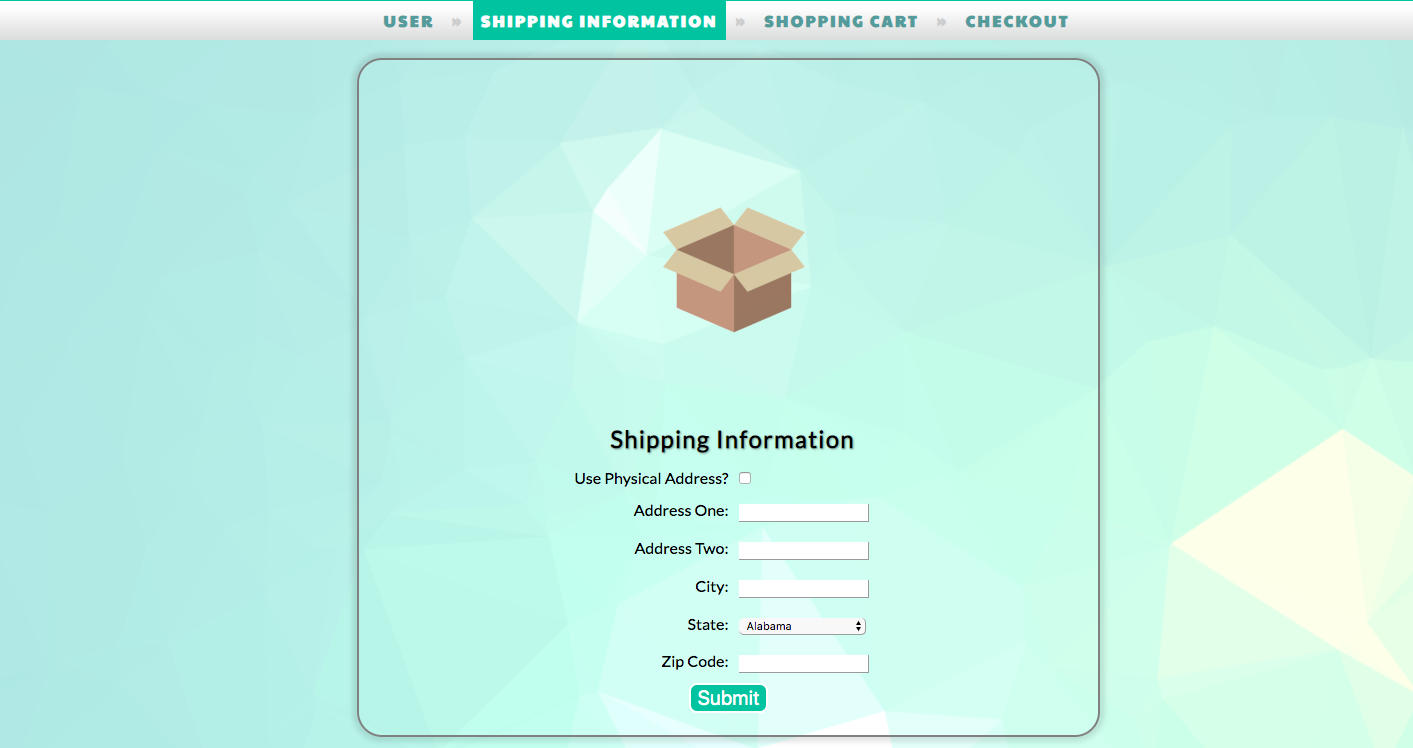 USER » SHIPPING INFORMATION » SHOPPING CART » CHECKOUT
Shipping Information
Use Physical Address?
Address One:
Address Two:
City:
State: Alabama
Zip Code:
Submit